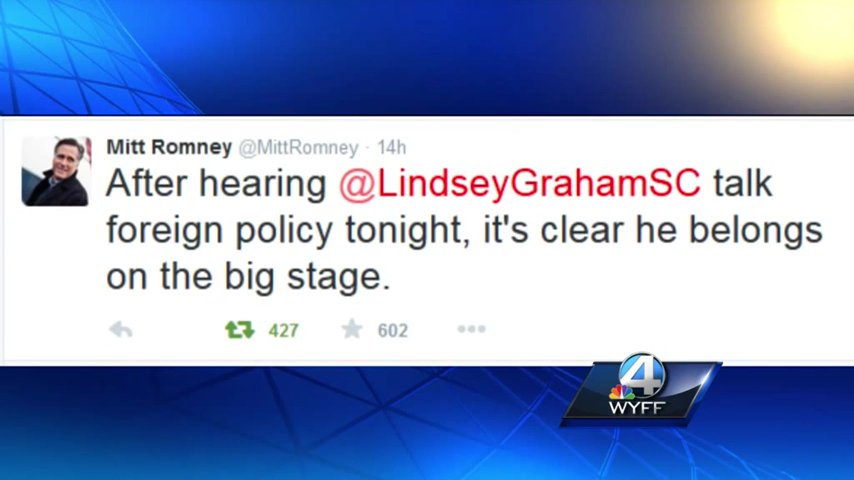 Mitt Romney @MittRomney · 14h
After hearing @LindseyGrahamSC talk
foreign policy tonight, it's clear he belongs
on the big stage.
427 602
4
WYFF